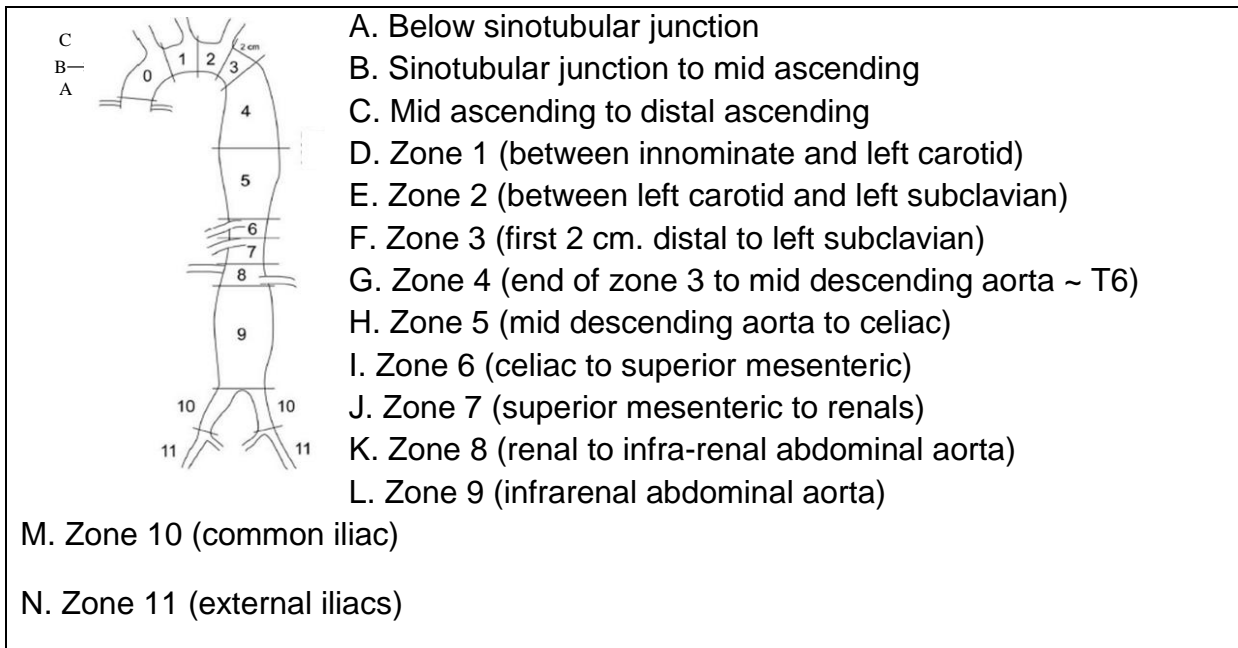 C
B—
A
0
1
2
2 cm
3
4
5
6
7
8
9
10
10
11
11
A. Below sinotubular junction
B. Sinotubular junction to mid ascending
C. Mid ascending to distal ascending
D. Zone 1 (between innominate and left carotid)
E. Zone 2 (between left carotid and left subclavian)
F. Zone 3 (first 2 cm. distal to left subclavian)
G. Zone 4 (end of zone 3 to mid descending aorta ~ T6)
H. Zone 5 (mid descending aorta to celiac)
I. Zone 6 (celiac to superior mesenteric)
J. Zone 7 (superior mesenteric to renals)
K. Zone 8 (renal to infra-renal abdominal aorta)
L. Zone 9 (infrarenal abdominal aorta)
M. Zone 10 (common iliac)
N. Zone 11 (external iliacs)